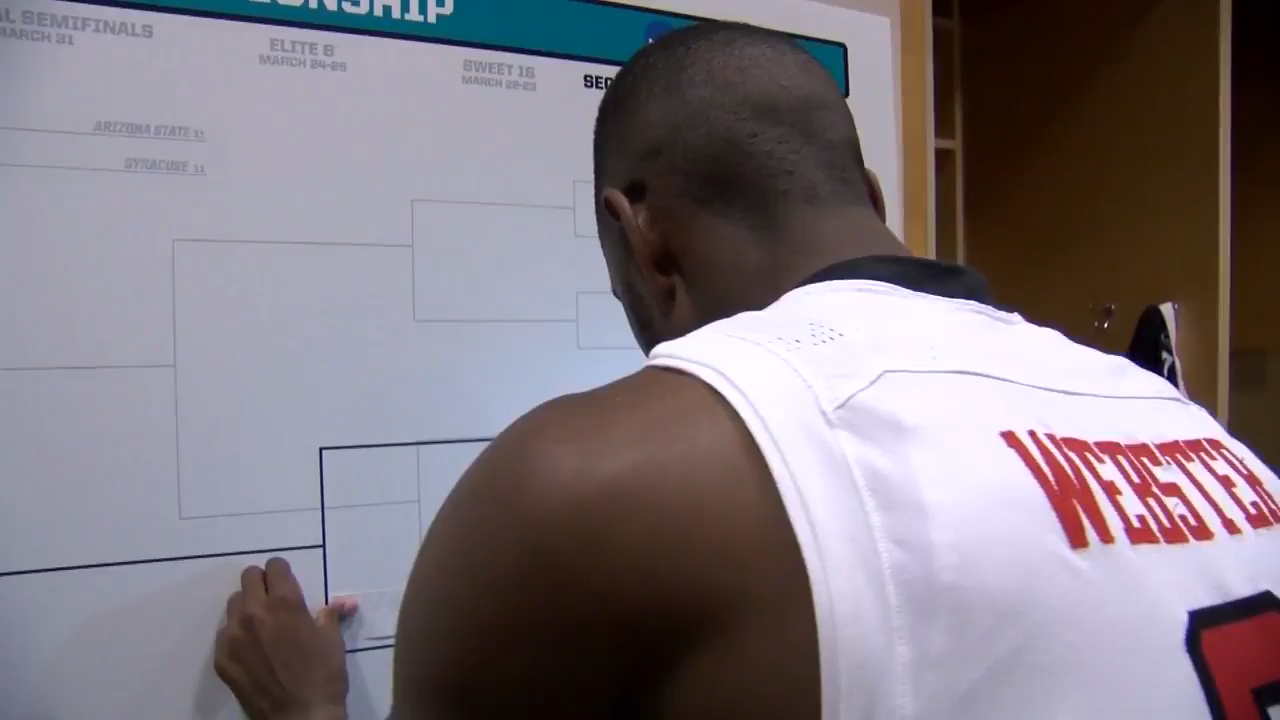 ONSHIP
AL SEMIFINALS
MARCH 31
ELITE 8
MARCH 24-25
SWEET 16
MARCH 22-23
ARIZONA STATE 11
SYRACUSE 11
WEBSTER